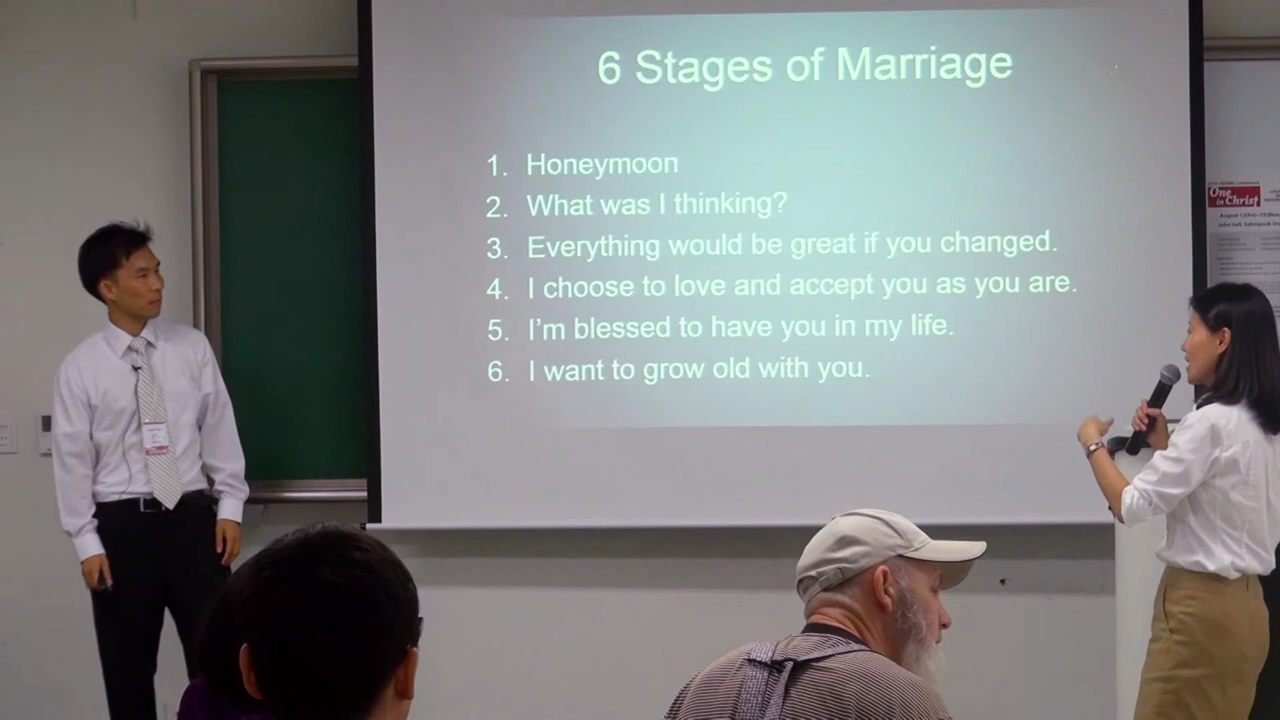 6 Stages of Marriage
1. Honeymoon
2. What was I thinking?
3. Everything would be great if you changed.
4. I choose to love and accept you as you are.
5. I'm blessed to have you in my life.
6. I want to grow old with you.
One
in Christ